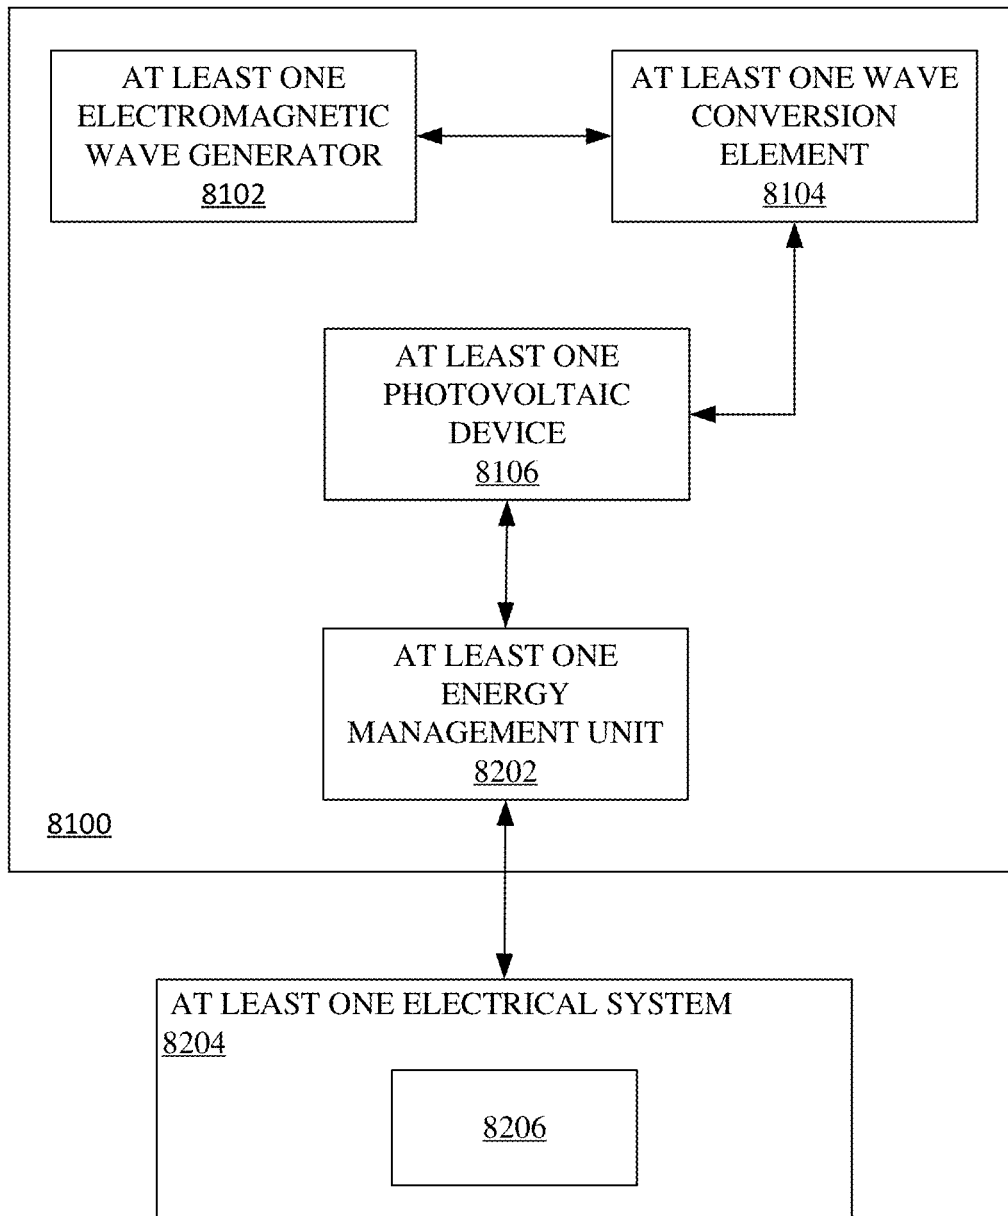 AT LEAST ONE
ELECTROMAGNETIC
WAVE GENERATOR
8102
AT LEAST ONE WAVE
CONVERSION
ELEMENT
8104
AT LEAST ONE
PHOTOVOLTAIC
DEVICE
8106
AT LEAST ONE
ENERGY
MANAGEMENT UNIT
8202
8100
AT LEAST ONE ELECTRICAL SYSTEM
8204
8206